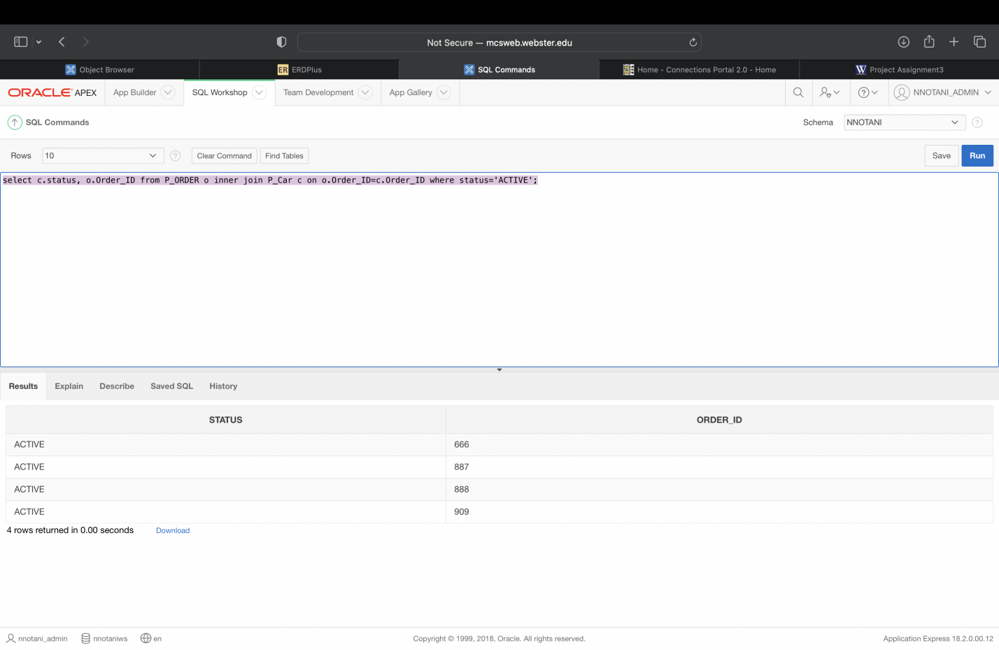 Not Secure — mcsweb.webster.edu
Object Browser
ER ERDPlus
SQL Commands
Home - Connections Portal 2.0 - Home
W Project Assignment3
ORACLE APEX App Builder SQL Workshop Team Development App Gallery ? NNOTANI_ADMIN
SQL Commands Schema NNOTANI ?
Rows 10 ? Clear Command Find Tables Save Run
select c.status, o.Order_ID from P_ORDER o inner join P_Car c on o.Order_ID=c.Order_ID where status='ACTIVE';
Results Explain Describe Saved SQL History
STATUS ORDER_ID
ACTIVE 666
ACTIVE 887
ACTIVE 888
ACTIVE 909
4 rows returned in 0.00 seconds Download
nnotani_admin nnotaniws en Copyright © 1999, 2018, Oracle. All rights reserved. Application Express 18.2.0.00.12